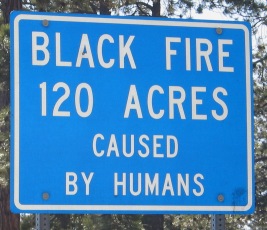 BLACK FIRE
120 ACRES
CAUSED
BY HUMANS